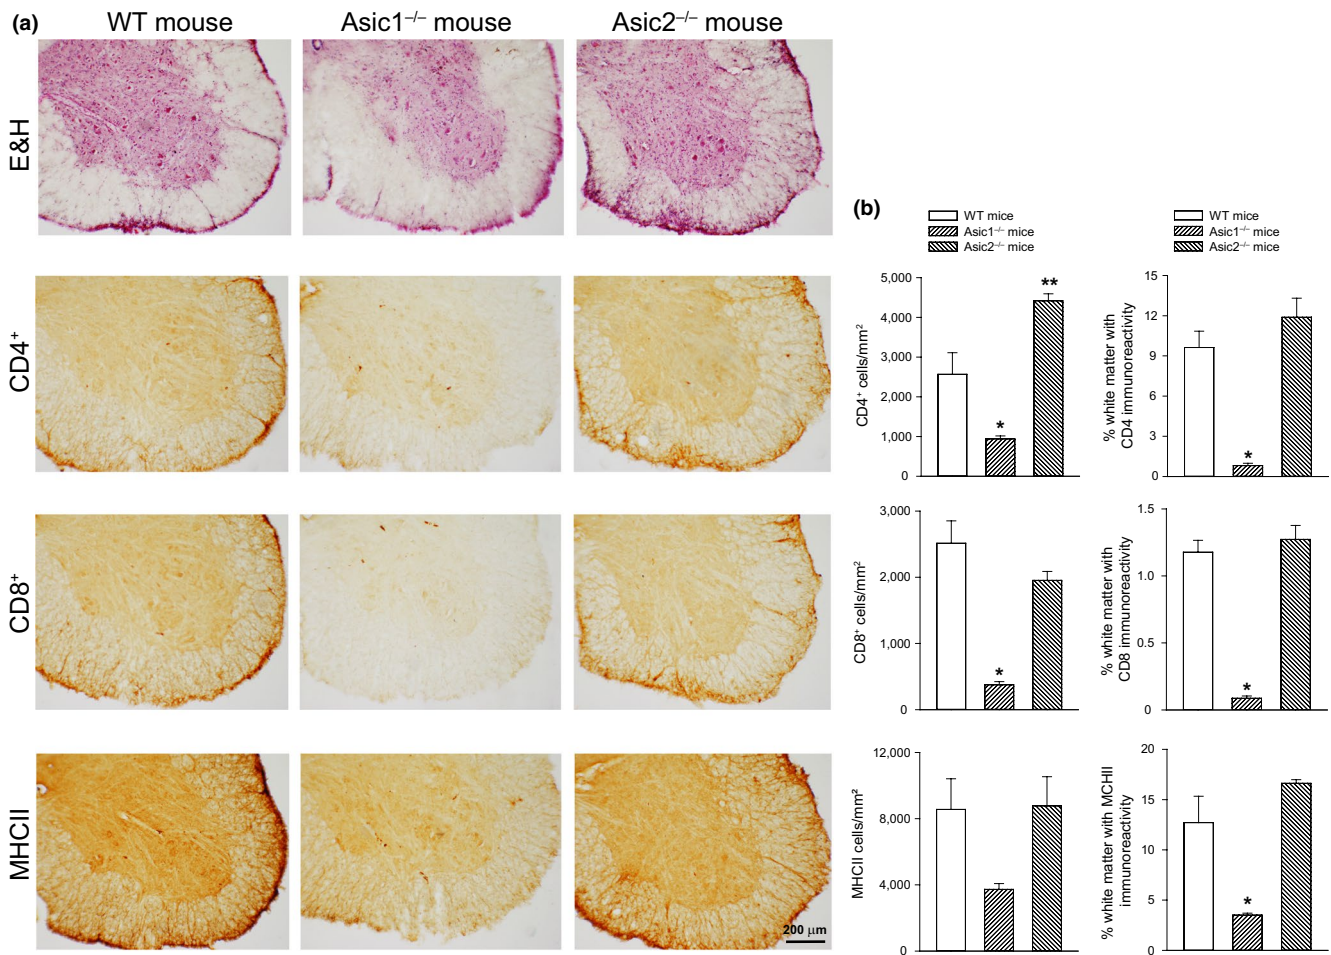 (a)
WT mouse
Asic1–/– mouse
Asic2–/– mouse
E&H
CD4+
CD8+
MHCII
200 µm
(b)
WT mice
Asic1–/– mice
Asic2–/– mice
WT mice
Asic1–/– mice
Asic2–/– mice
CD4+ cells/mm2
5,000
4,000
3,000
2,000
1,000
0
*
**
% white matter with
CD4 immunoreactivity
15
12
9
6
3
0
*
CD8+ cells/mm2
3,000
2,000
1,000
0
*
% white matter with
CD8 immunoreactivity
1.5
1.0
0.5
0
*
MHCII cells/mm2
12,000
8,000
4,000
0
% white matter with MCHII
immunoreactivity
20
15
10
5
0
*